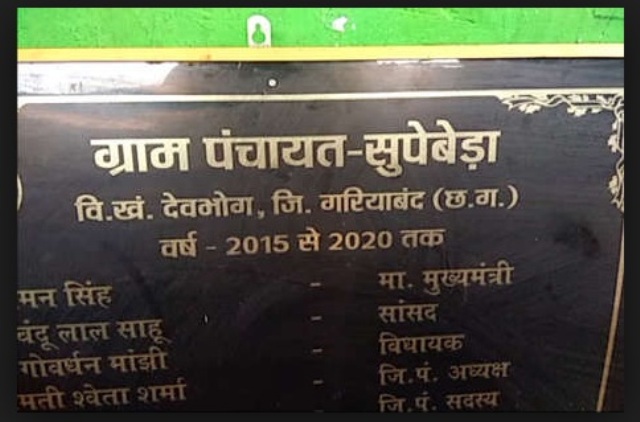 ग्राम पंचायत-सुपेबेड़ा
वि.खं. देवभोग, जि. गरियाबंद (छ.ग.)
वर्ष - 2015 से 2020 तक
मन सिंह - मा. मुख्यमंत्री
चंदू लाल साहू - सांसद
गोवर्धन मांझी - विधायक
मती श्वेता शर्मा - जि.पं. अध्यक्ष
जि.पं. सदस्य